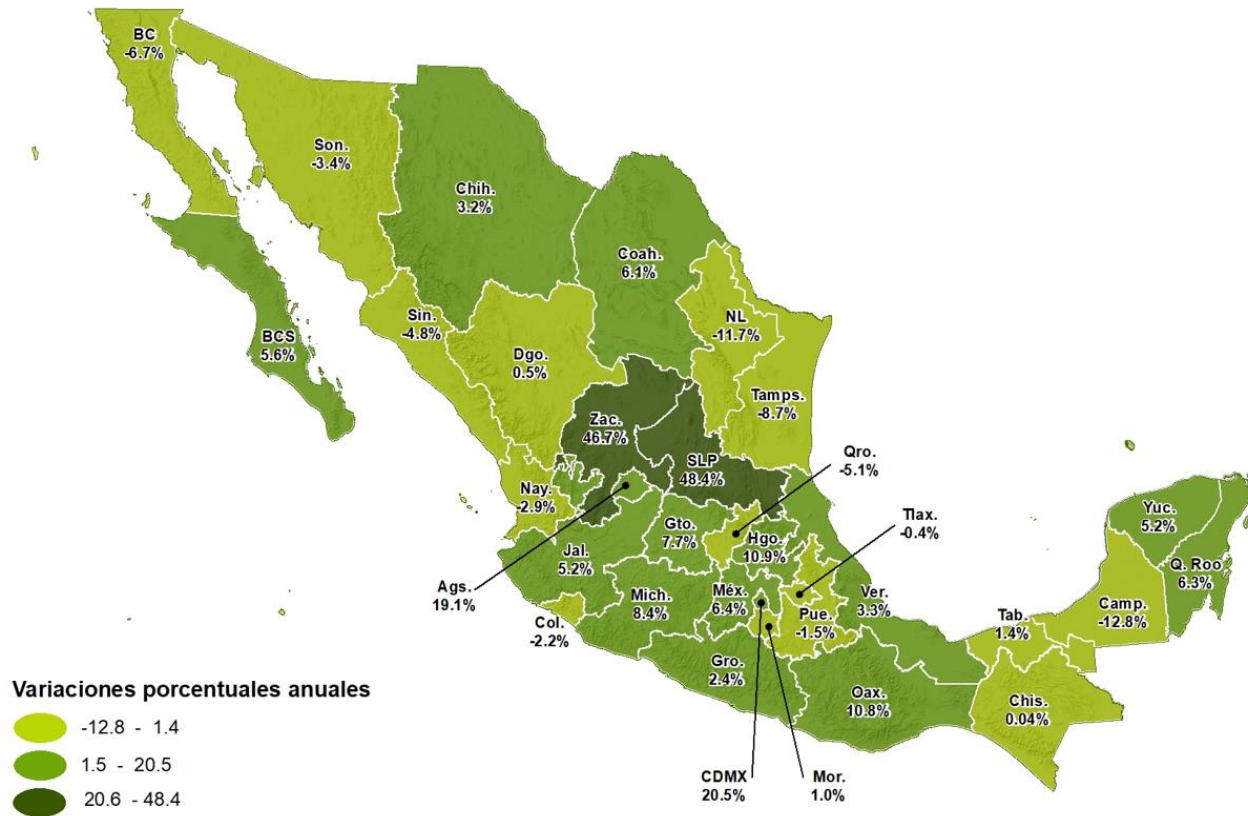 BC
-6.7%
Son.
-3.4%
Chih.
3.2%
Coah.
6.1%
NL
-11.7%
Sin.
-4.8%
BCS
5.6%
Dgo.
0.5%
Tamps.
-8.7%
Zac.
46.7%
SLP
48.4%
Qro.
-5.1%
Nay.
-2.9%
Tlax.
-0.4%
Yuc.
5.2%
Gto.
7.7%
Hgo.
10.9%
Jal.
5.2%
Q. Roo
6.3%
Ags.
19.1%
Mich.
8.4%
Méx.
6.4%
Ver.
3.3%
Camp.
-12.8%
Col.
-2.2%
Pue.
-1.5%
Tab.
1.4%
Gro.
2.4%
Oax.
10.8%
Chis.
0.04%
CDMX
20.5%
Mor.
1.0%
Variaciones porcentuales anuales
-12.8 - 1.4
1.5 - 20.5
20.6 - 48.4